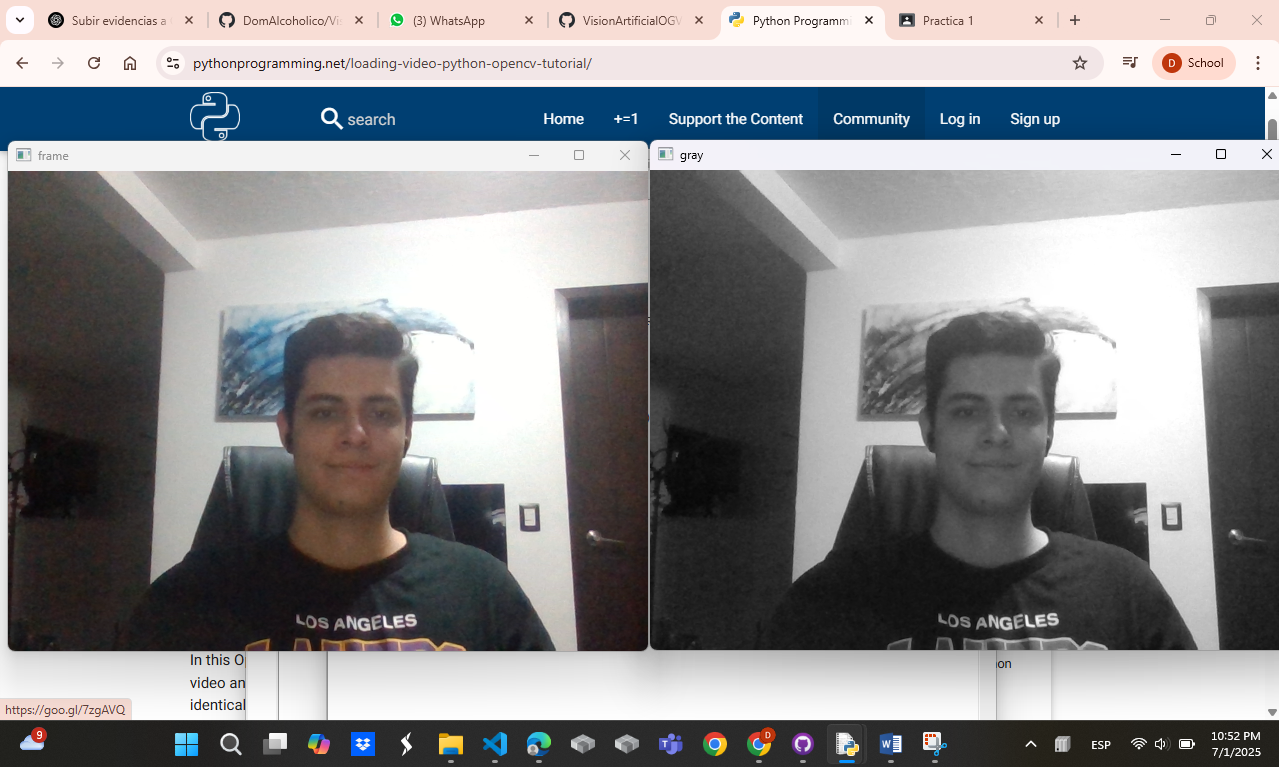 Subir evidencias a
DomAlcoholico/Vis
(3) WhatsApp
VisionArtificialOGV
Python Programmi
Practica 1
pythonprogramming.net/loading-video-python-opencv-tutorial/
D School
search
Home
+=1
Support the Content
Community
Log in
Sign up
frame
gray
LOS ANGELES
LOS ANGELES
In this O
video an
identical
on
https://goo.gl/7zgAVQ
9
D
ESP
10:52 PM
7/1/2025